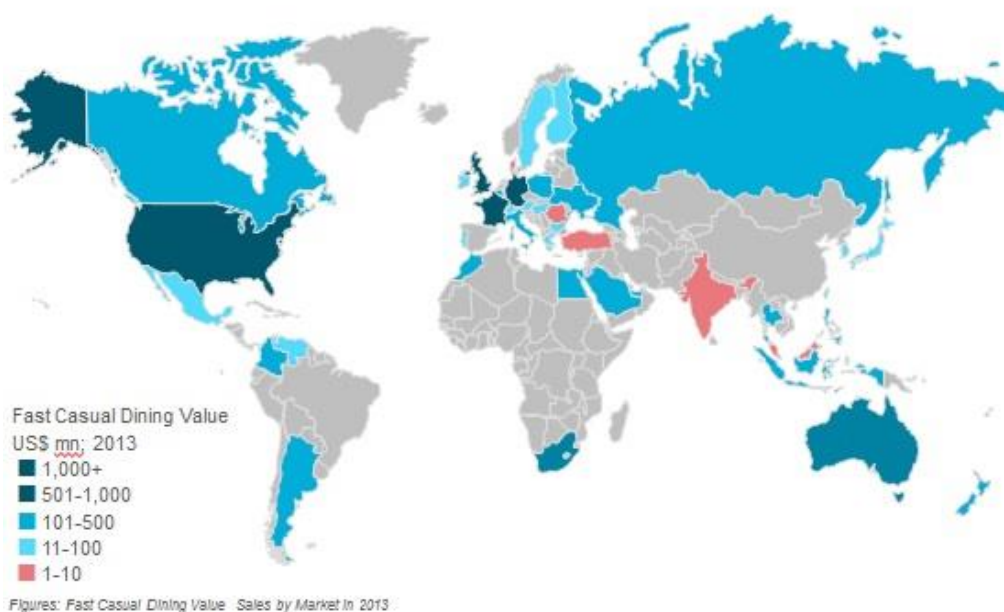 Fast Casual Dining Value
US$ mn; 2013
1,000+
501-1,000
101-500
11-100
1-10
Figures: Fast Casual Dining Value Sales by Market in 2013